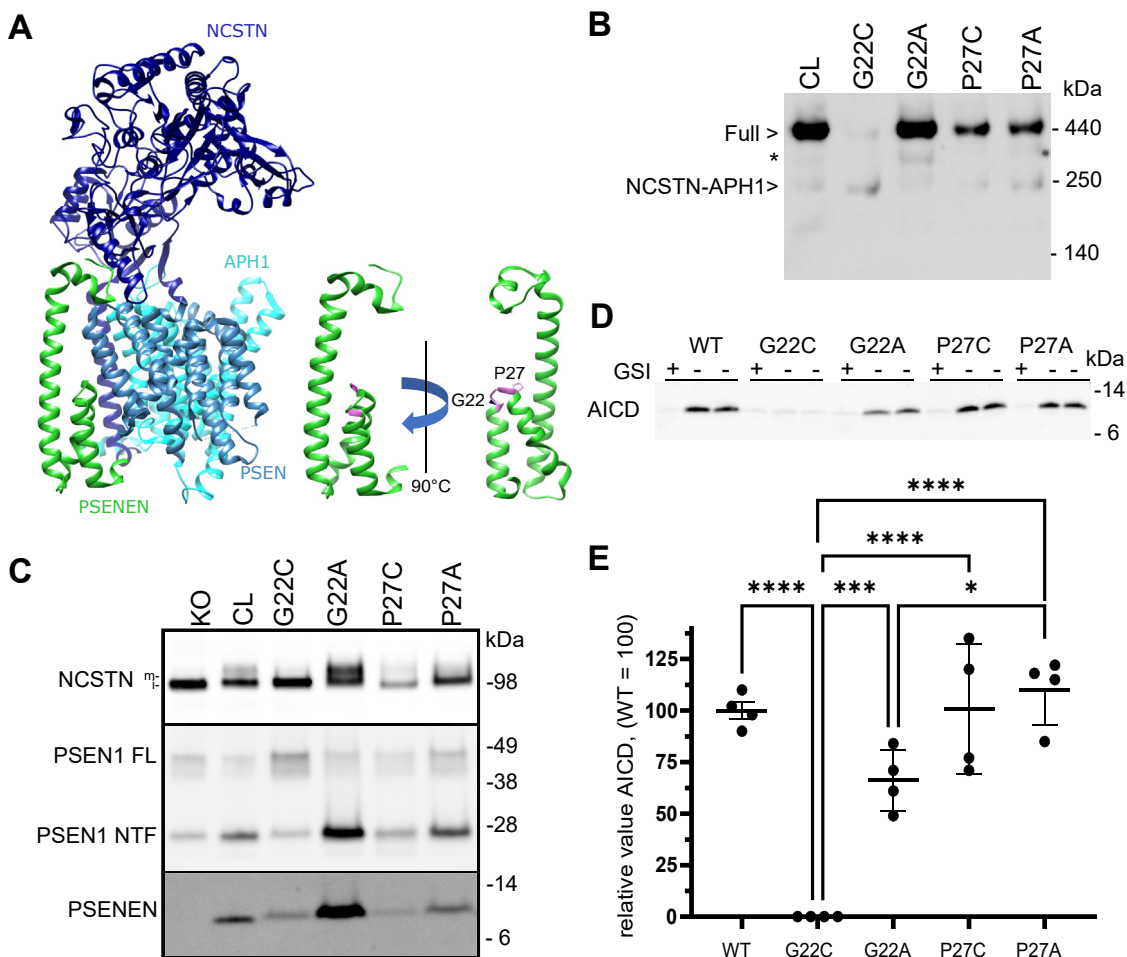 A
NCSTN
APH1
PSEN
PSENEN
P27
G22
90°C
B
CL G22C G22A P27C P27A
kDa
Full > - 440
*
NCSTN-APH1> - 250
- 140
C
KO CL G22C G22A P27C P27A
kDa
NCSTN m- i- -98
PSEN1 FL -49
-38
PSEN1 NTF -28
-14
PSENEN
- 6
D
WT G22C G22A P27C P27A kDa
GSI + - - + - - + - - + - - + - -
-14
AICD
- 6
E
****
****
**** *** *
relative value AICD, (WT = 100)
125
100
75
50
25
0
WT G22C G22A P27C P27A